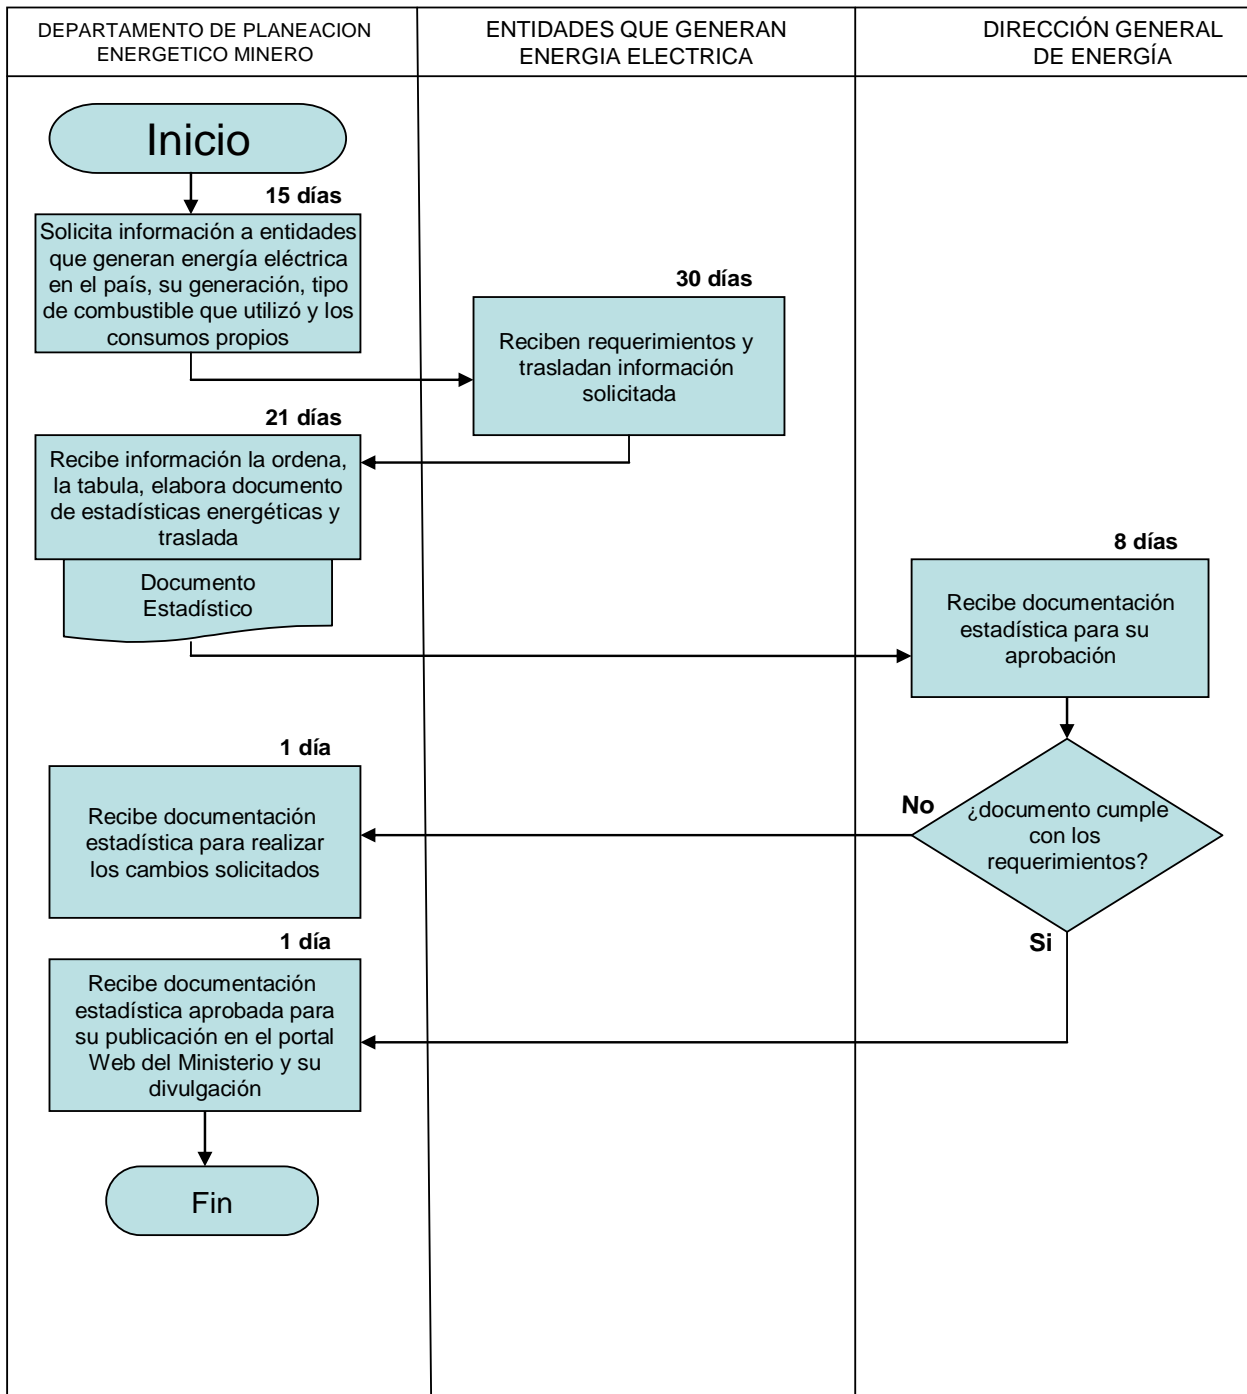 DEPARTAMENTO DE PLANEACION
ENERGETICO MINERO
ENTIDADES QUE GENERAN
ENERGIA ELECTRICA
DIRECCIÓN GENERAL
DE ENERGÍA
Inicio
15 días
Solicita información a entidades
que generan energía eléctrica
en el país, su generación, tipo
de combustible que utilizó y los
consumos propios
30 días
Reciben requerimientos y
trasladan información
solicitada
21 días
Recibe información la ordena,
la tabula, elabora documento
de estadísticas energéticas y
traslada
Documento
Estadístico
8 días
Recibe documentación
estadística para su
aprobación
¿documento cumple
con los
requerimientos?
No
1 día
Recibe documentación
estadística para realizar
los cambios solicitados
Si
1 día
Recibe documentación
estadística aprobada para
su publicación en el portal
Web del Ministerio y su
divulgación
Fin